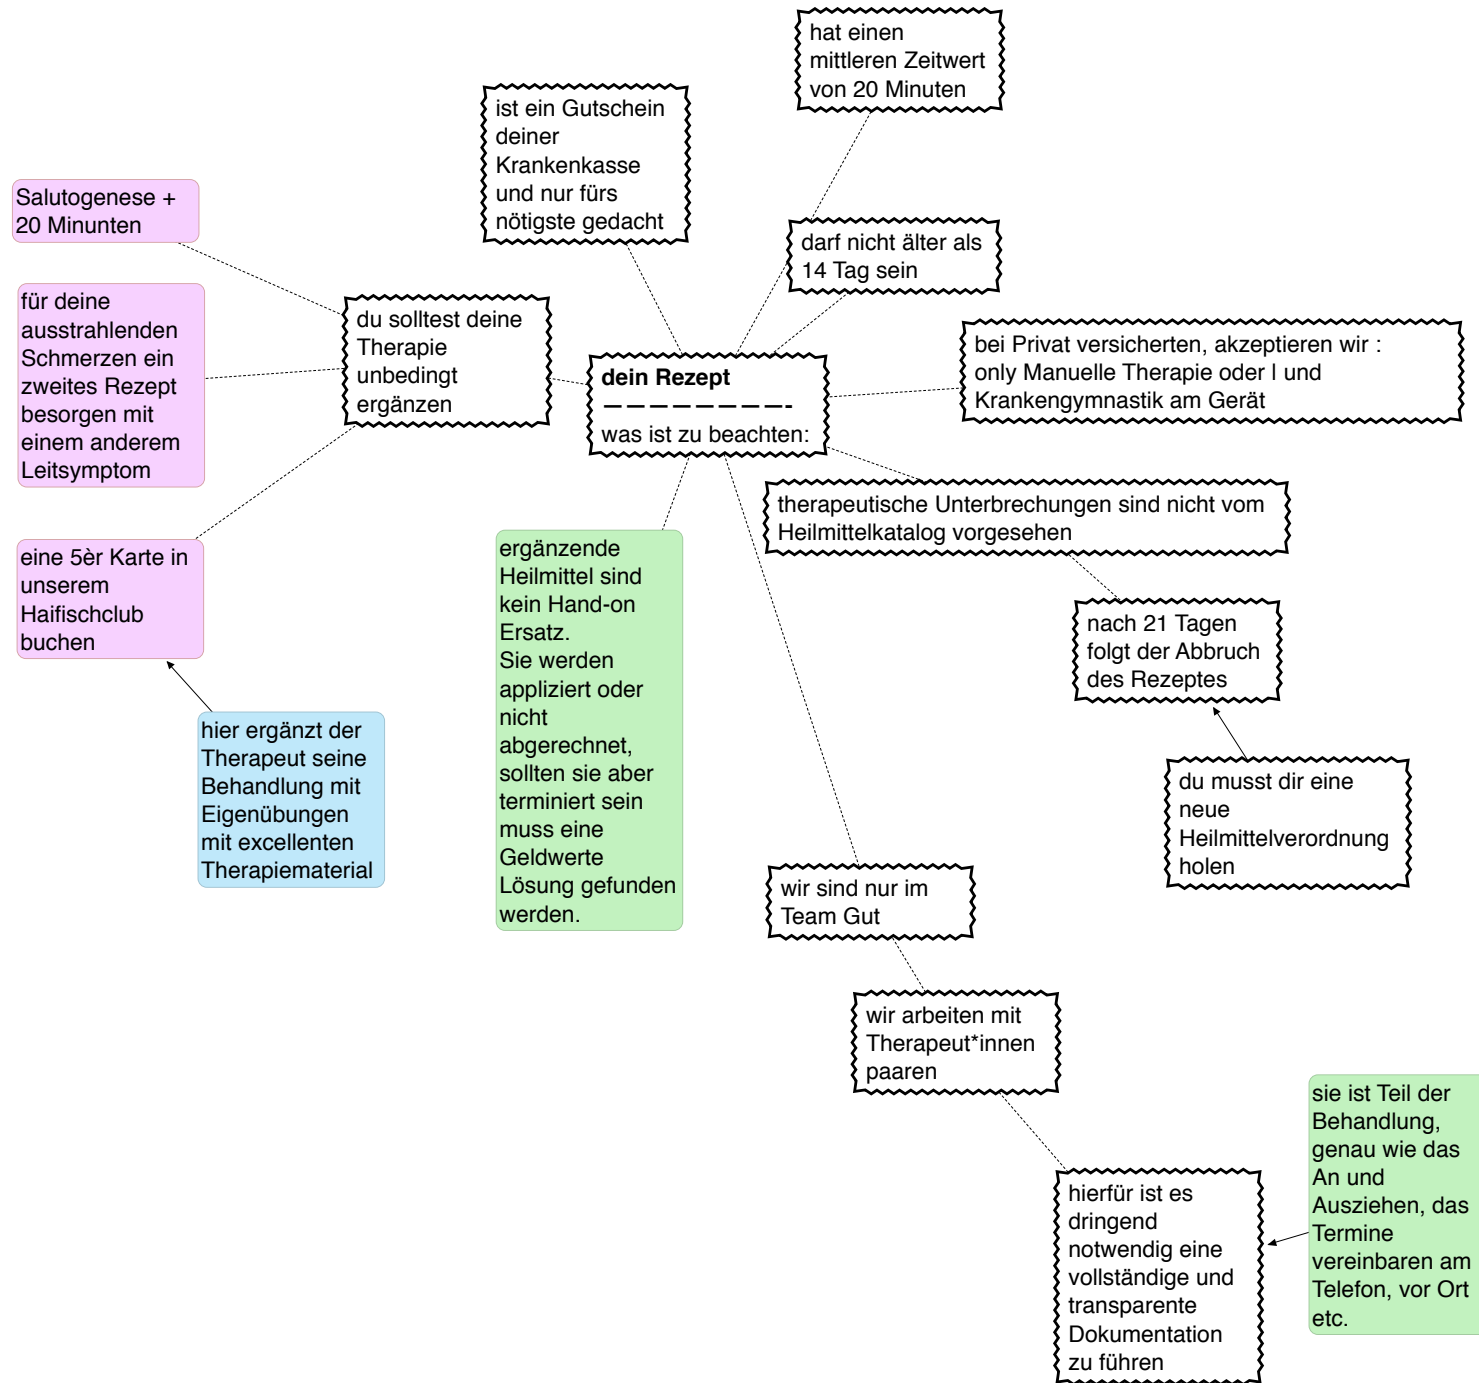 hat einen
mittleren Zeitwert
von 20 Minuten
ist ein Gutschein
deiner
Krankenkasse
und nur fürs
nötigste gedacht
Salutogenese +
20 Minunten
darf nicht älter als
14 Tag sein
für deine
ausstrahlenden
Schmerzen ein
zweites Rezept
besorgen mit
einem anderem
Leitsymptom
du solltest deine
Therapie
unbedingt
ergänzen
dein Rezept
————————-
was ist zu beachten:
bei Privat versicherten, akzeptieren wir :
only Manuelle Therapie oder I und
Krankengymnastik am Gerät
therapeutische Unterbrechungen sind nicht vom
Heilmittelkatalog vorgesehen
eine 5èr Karte in
unserem
Haifischclub
buchen
ergänzende
Heilmittel sind
kein Hand-on
Ersatz.
Sie werden
appliziert oder
nicht
abgerechnet,
sollten sie aber
terminiert sein
muss eine
Geldwerte
Lösung gefunden
werden.
nach 21 Tagen
folgt der Abbruch
des Rezeptes
hier ergänzt der
Therapeut seine
Behandlung mit
Eigenübungen
mit excellenten
Therapiematerial
du musst dir eine
neue
Heilmittelverordnung
holen
wir sind nur im
Team Gut
wir arbeiten mit
Therapeut*innen
paaren
sie ist Teil der
Behandlung,
genau wie das
An und
Ausziehen, das
Termine
vereinbaren am
Telefon, vor Ort
etc.
hierfür ist es
dringend
notwendig eine
vollständige und
transparente
Dokumentation
zu führen